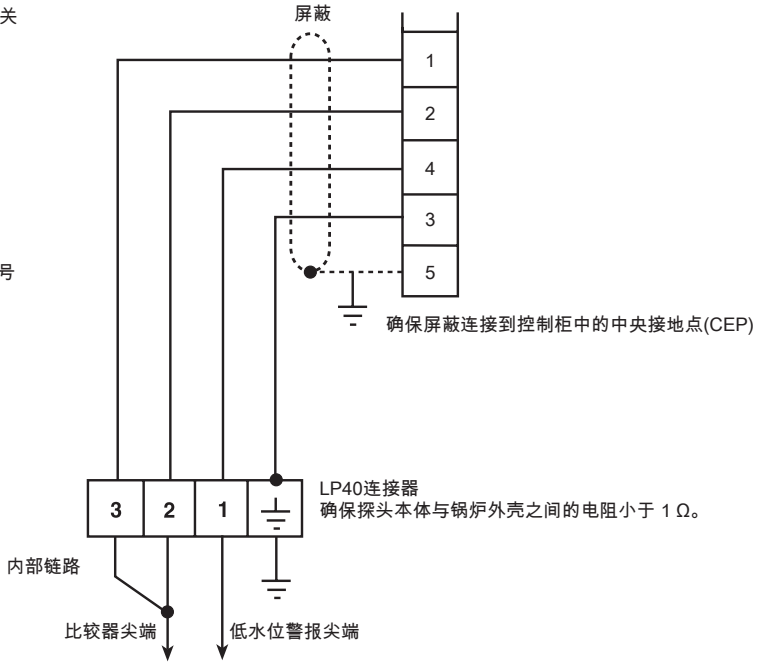 关
屏蔽
1
2
4
3
号
5
确保屏蔽连接到控制柜中的中央接地点(CEP)
LP40连接器
3 2 1
确保探头本体与锅炉外壳之间的电阻小于 1 Ω。
内部链路
比较器尖端
低水位警报尖端